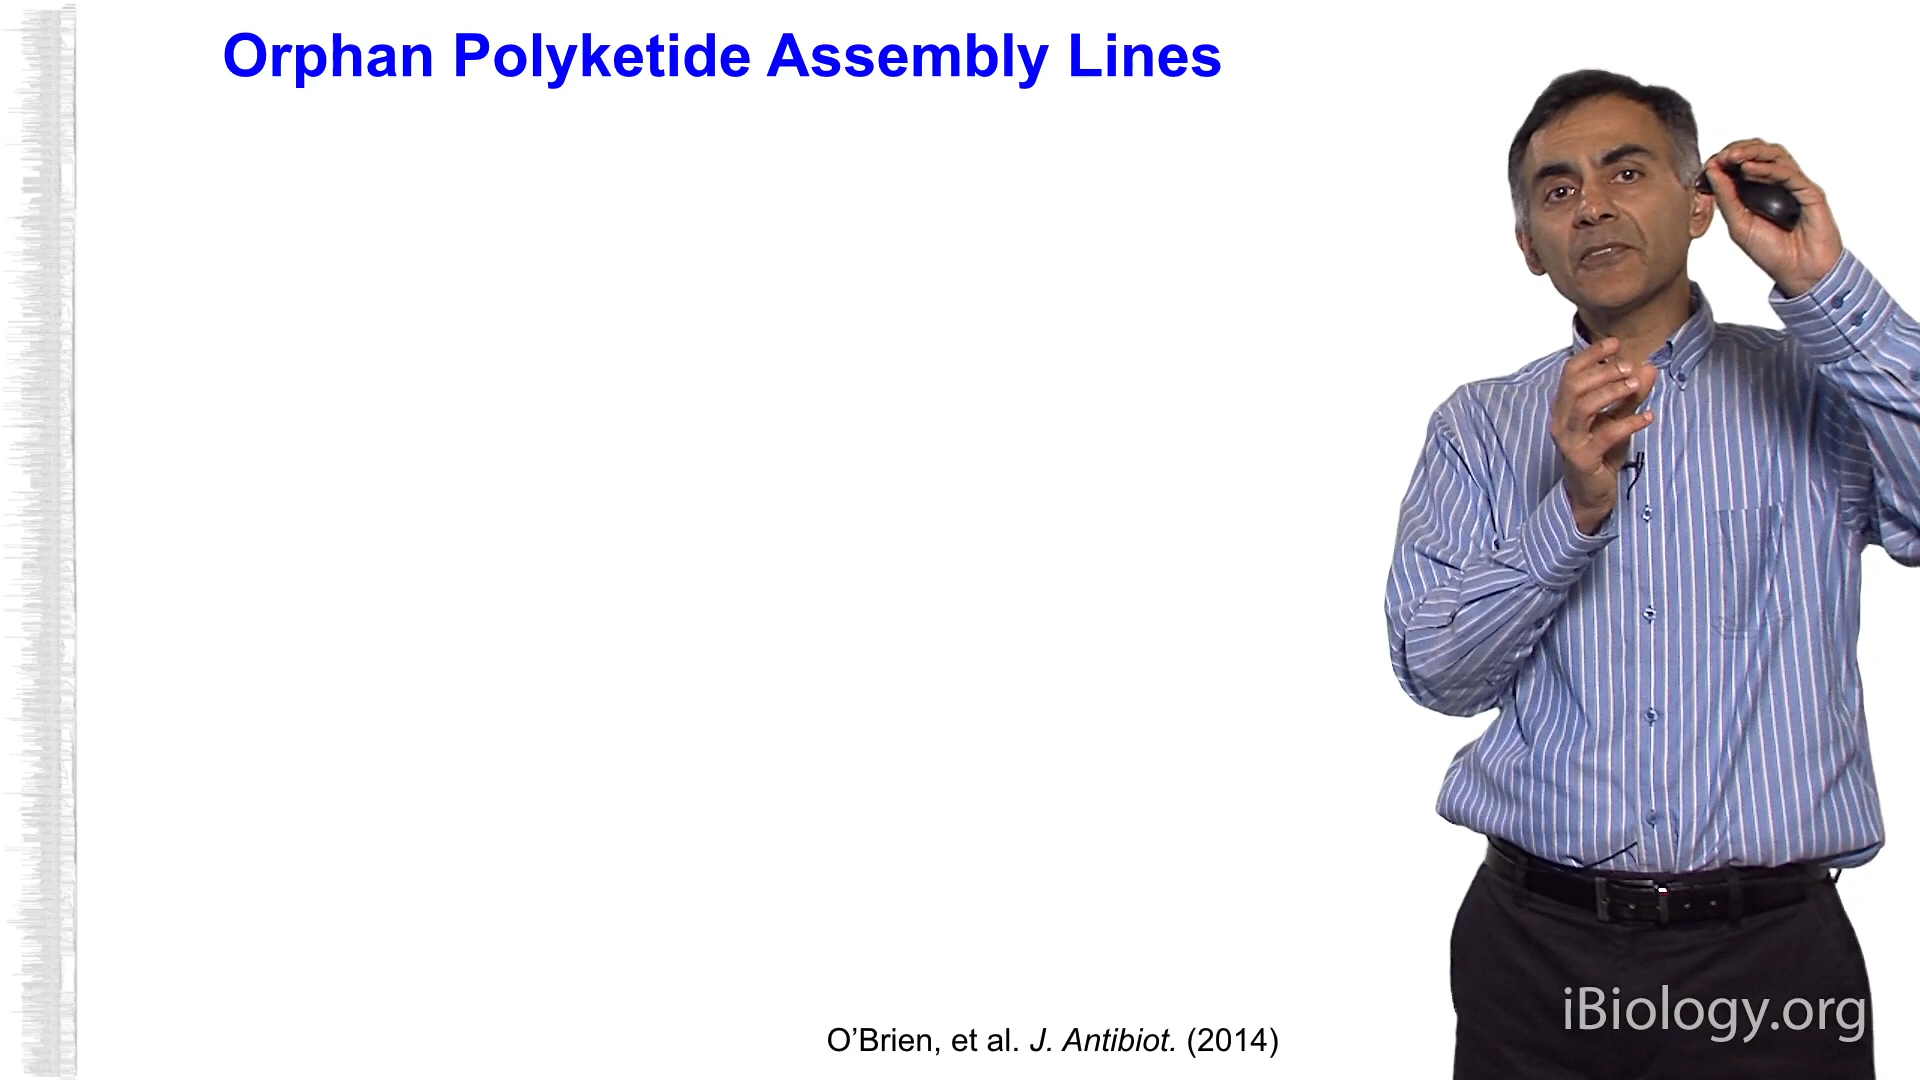 Orphan Polyketide Assembly Lines
O’Brien, et al. J. Antibiot. (2014)
iBiology.org